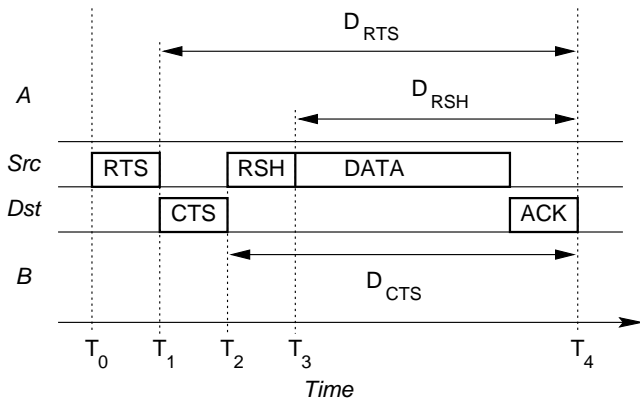 D_RTS
A
D_RSH
Src RTS RSH DATA
Dst CTS ACK
B
D_CTS
T_0 T_1 T_2 T_3 T_4
Time